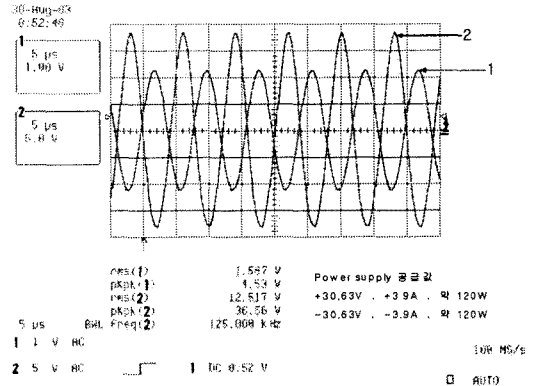 30-Aug-03
0:52:40
1
5 µs
1.00 V
2
5 µs
5.0 V
2
1
rms(1) 1.567 V
pkpk(1) 4.53 V
rms(2) 12.517 V
pkpk(2) 36.56 V
5 µs BWL freq(2) 125.000 kHz
1 1 V AC
2 5 V AC
1 DC 0.52 V
Power supply 공급값
+30.63V , +3.9A , 약 120W
-30.63V , -3.9A , 약 120W
100 MS/s
AUTO